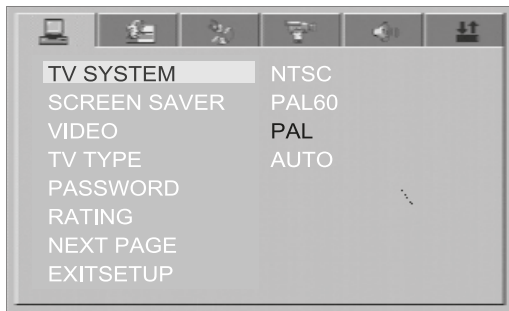 TV SYSTEM NTSC
SCREEN SAVER PAL60
VIDEO PAL
TV TYPE AUTO
PASSWORD
RATING
NEXT PAGE
EXITSETUP